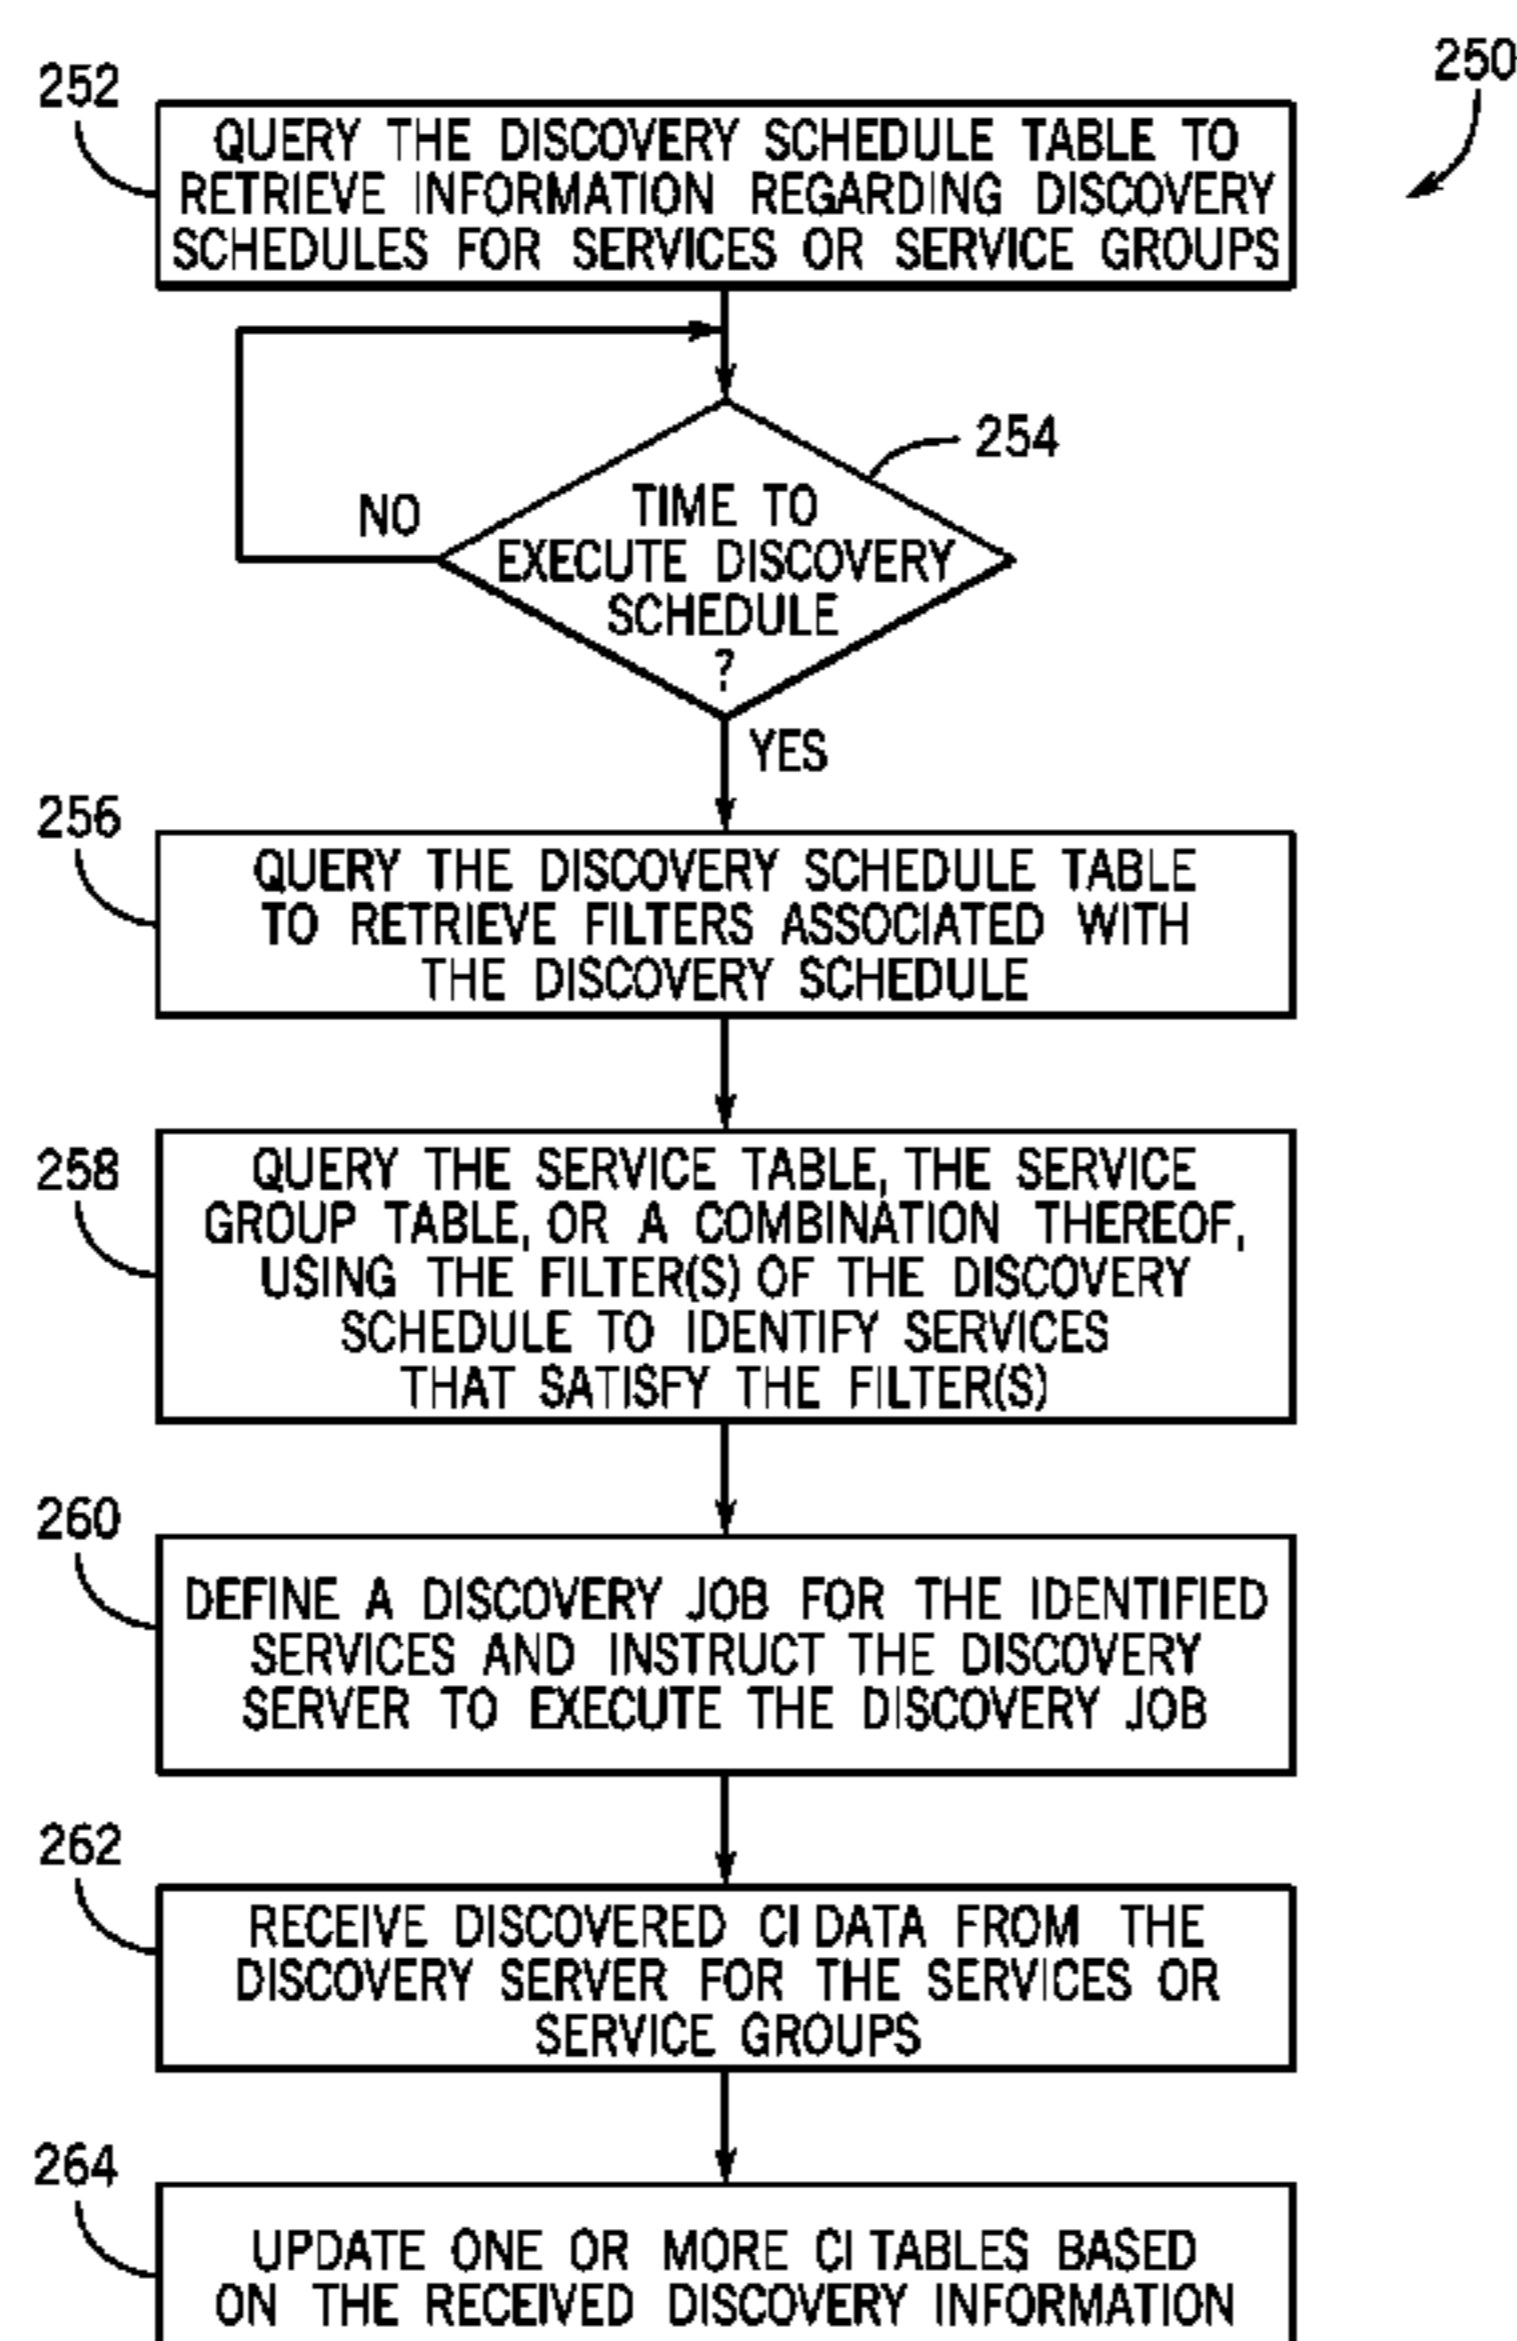 250
252
QUERY THE DISCOVERY SCHEDULE TABLE TO
RETRIEVE INFORMATION REGARDING DISCOVERY
SCHEDULES FOR SERVICES OR SERVICE GROUPS
254
NO
TIME TO
EXECUTE DISCOVERY
SCHEDULE
?
YES
256
QUERY THE DISCOVERY SCHEDULE TABLE
TO RETRIEVE FILTERS ASSOCIATED WITH
THE DISCOVERY SCHEDULE
258
QUERY THE SERVICE TABLE, THE SERVICE
GROUP TABLE, OR A COMBINATION THEREOF,
USING THE FILTER(S) OF THE DISCOVERY
SCHEDULE TO IDENTIFY SERVICES
THAT SATISFY THE FILTER(S)
260
DEFINE A DISCOVERY JOB FOR THE IDENTIFIED
SERVICES AND INSTRUCT THE DISCOVERY
SERVER TO EXECUTE THE DISCOVERY JOB
262
RECEIVE DISCOVERED CI DATA FROM THE
DISCOVERY SERVER FOR THE SERVICES OR
SERVICE GROUPS
264
UPDATE ONE OR MORE CI TABLES BASED
ON THE RECEIVED DISCOVERY INFORMATION